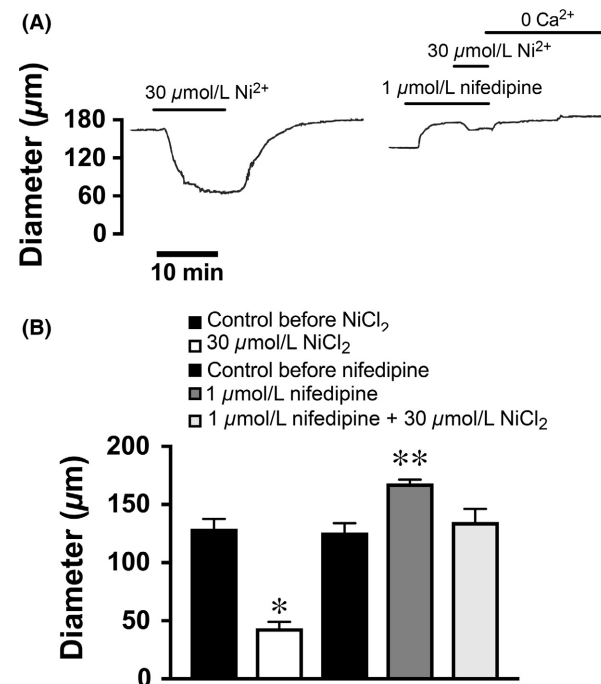 (A)
0 Ca²⁺
30 µmol/L Ni²⁺
30 µmol/L Ni²⁺
1 µmol/L nifedipine
Diameter (µm)
180
120
60
0
10 min
(B)
Control before NiCl₂
30 µmol/L NiCl₂
Control before nifedipine
1 µmol/L nifedipine
1 µmol/L nifedipine + 30 µmol/L NiCl₂
Diameter (µm)
200
150
100
50
0
*
**